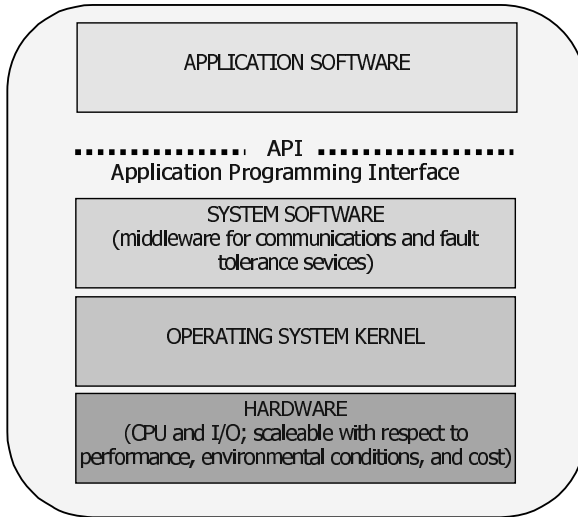 APPLICATION SOFTWARE
API
Application Programming Interface
SYSTEM SOFTWARE
(middleware for communications and fault
tolerance sevices)
OPERATING SYSTEM KERNEL
HARDWARE
(CPU and I/O; scaleable with respect to
performance, environmental conditions, and cost)